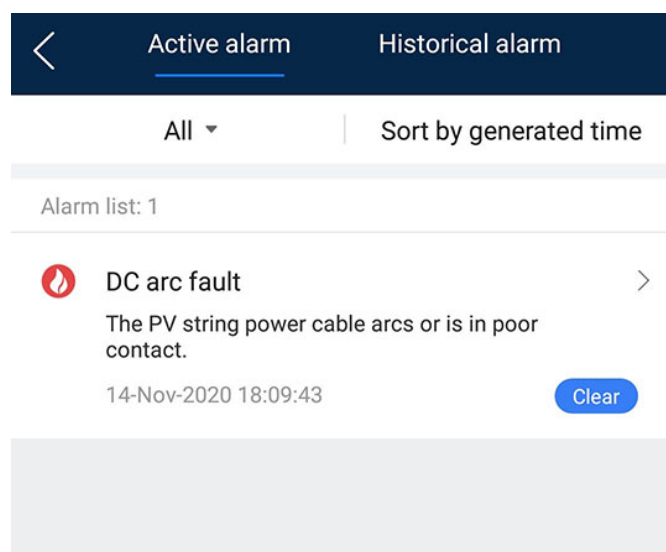 Active alarm
Historical alarm
All
Sort by generated time
Alarm list: 1
DC arc fault
The PV string power cable arcs or is in poor
contact.
14-Nov-2020 18:09:43
Clear